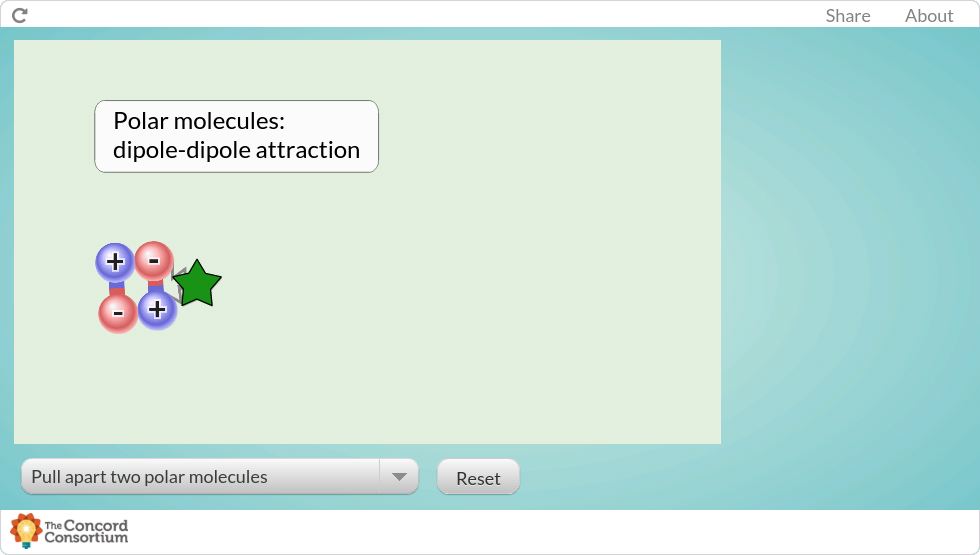 Share About
Polar molecules:
dipole-dipole attraction
+ -
- +
Pull apart two polar molecules
Reset
The Concord
Consortium